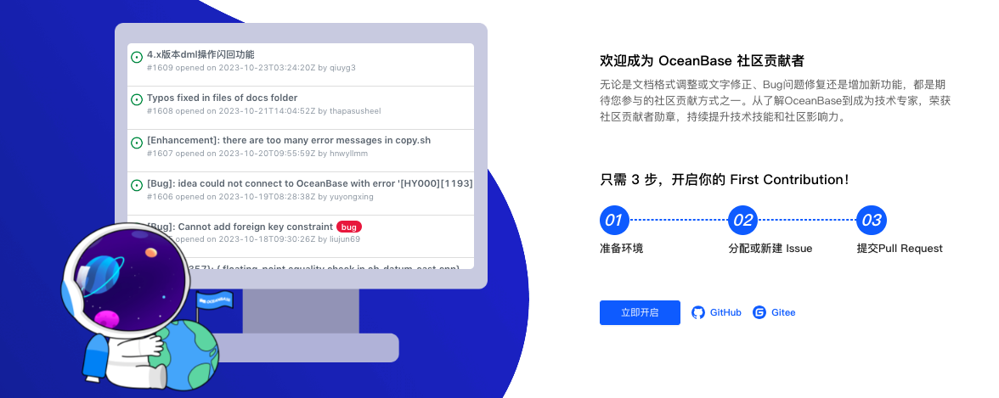 4.x版本dml操作闪回功能
#1609 opened on 2023-10-23T03:24:20Z by qiuyg3
Typos fixed in files of docs folder
#1608 opened on 2023-10-21T14:04:52Z by thapasusheel
[Enhancement]: there are too many error messages in copy.sh
#1607 opened on 2023-10-20T09:55:59Z by hnwyllmm
[Bug]: idea could not connect to OceanBase with error '[HY000][1193]
#1606 opened on 2023-10-19T08:28:38Z by yuyongxing
[Bug]: Cannot add foreign key constraint bug
opened on 2023-10-18T09:30:26Z by liujun69
357): ( floating-point equality check in ob_datum_cast.cpp)
OCEANBASE
欢迎成为 OceanBase 社区贡献者
无论是文档格式调整或文字修正、Bug问题修复还是增加新功能，都是期
待您参与的社区贡献方式之一。从了解OceanBase到成为技术专家，荣获
社区贡献者勋章，持续提升技术技能和社区影响力。
只需 3 步，开启你的 First Contribution！
01 02 03
准备环境 分配或新建 Issue 提交Pull Request
立即开启 GitHub Gitee